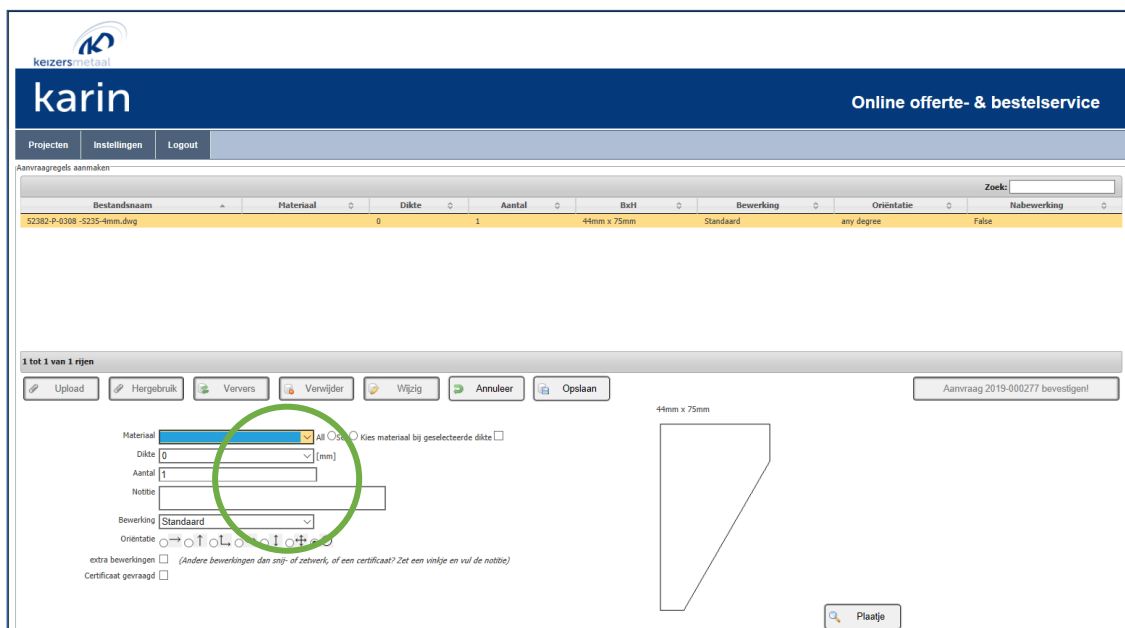 keizersmetaal
karin
Online offerte- & bestelservice
Projecten Instellingen Logout
Aanvraagregels aanmaken
Zoek:
Bestandsnaam Materiaal Dikte Aantal BxH Bewerking Oriëntatie Nabewerking
52382-P-0308 -S235-4mm.dwg 0 1 44mm x 75mm Standaard any degree False
1 tot 1 van 1 rijen
Upload Hergebruik Ververs Verwijder Wijzig Annuleer Opslaan Aanvraag 2019-000277 bevestigen!
44mm x 75mm
Materiaal All Kies materiaal bij geselecteerde dikte
Dikte 0 [mm]
Aantal 1
Notitie
Bewerking Standaard
Oriëntatie
extra bewerkingen (Andere bewerkingen dan snij- of zetwerk, of een certificaat? Zet een vinkje en vul de notitie)
Certificaat gevraagd
Plaatje